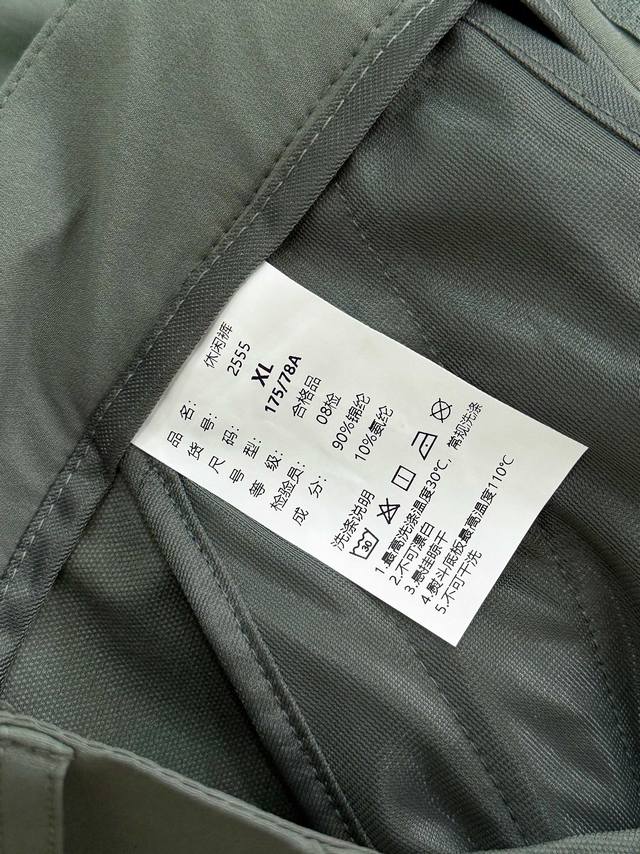 品名: 休闲裤
货号: 2555
尺码: XL
号型: 175/78A
等级: 合格品
检验员: 08检
成分: 90%锦纶
10%氨纶
洗涤说明
30
1.最高洗涤温度30℃, 常规洗涤
2.不可漂白
3.悬挂晾干
4.熨斗底板最高温度110℃
5.不可干洗